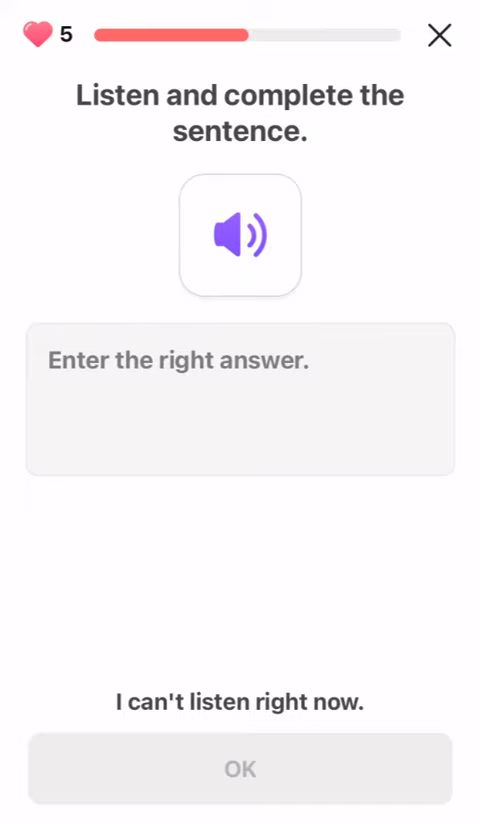 5
Listen and complete the
sentence.
Enter the right answer.
I can't listen right now.
OK